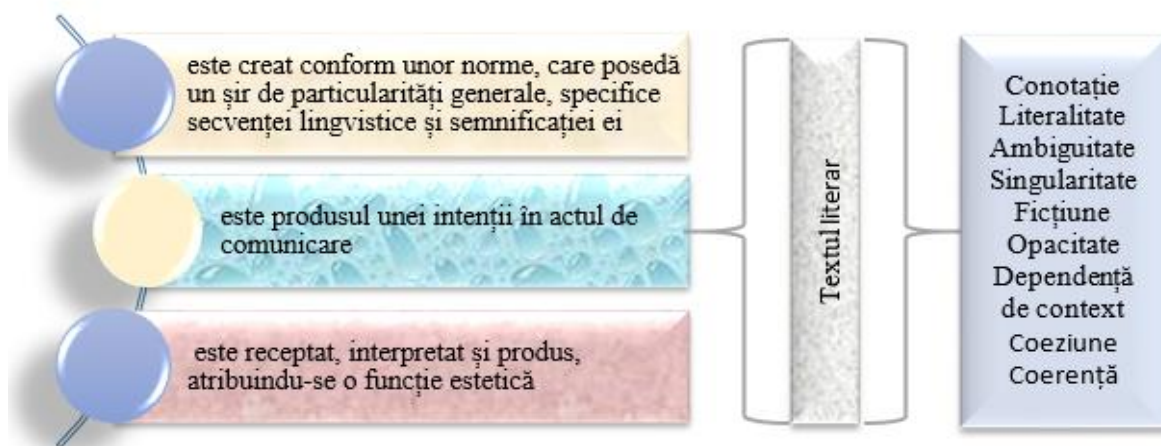 este creat conform unor norme, care posedă
un șir de particularități generale, specifice
secvenței lingvistice și semnificației ei
este produsul unei intenții în actul de
comunicare
este receptat, interpretat și produs,
atribuindu-se o funcție estetică
Textul literar
Conotație
Literalitate
Ambiguitate
Singularitate
Ficțiune
Opacitate
Dependență
de context
Coeziune
Coerență